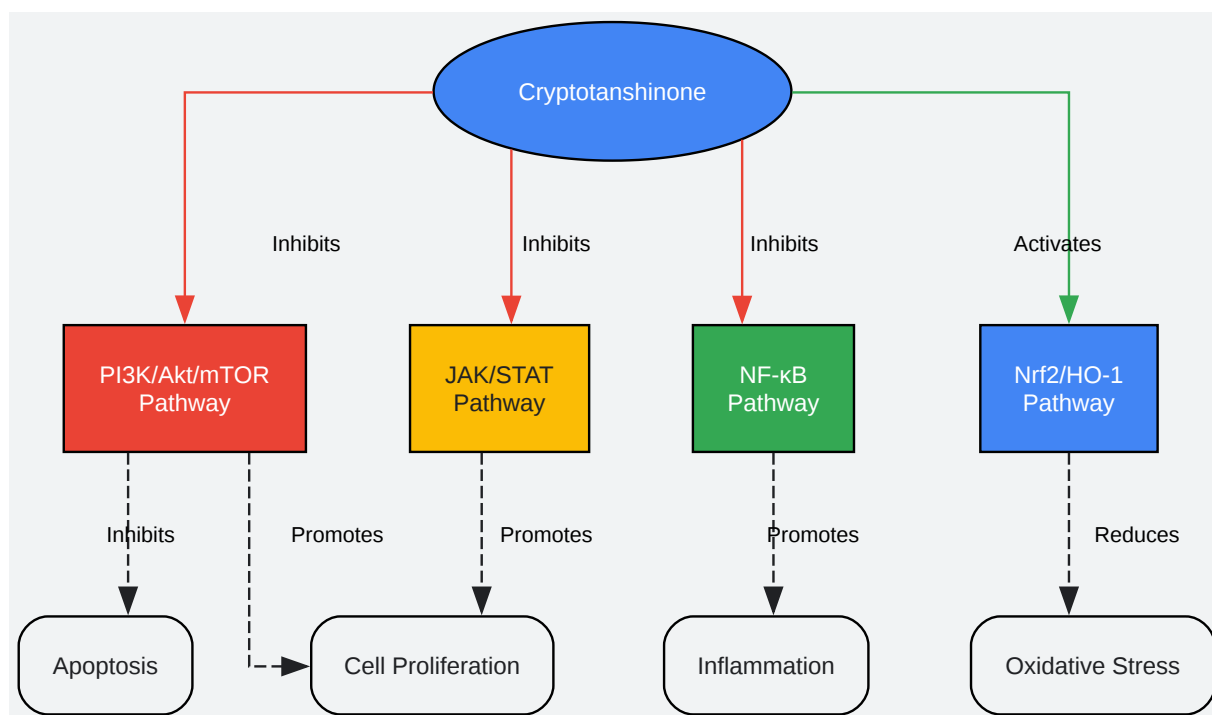 Cryptotanshinone
Inhibits
Inhibits
Inhibits
Activates
PI3K/Akt/mTOR
Pathway
JAK/STAT
Pathway
NF-κB
Pathway
Nrf2/HO-1
Pathway
Inhibits
Promotes
Promotes
Promotes
Reduces
Apoptosis
Cell Proliferation
Inflammation
Oxidative Stress